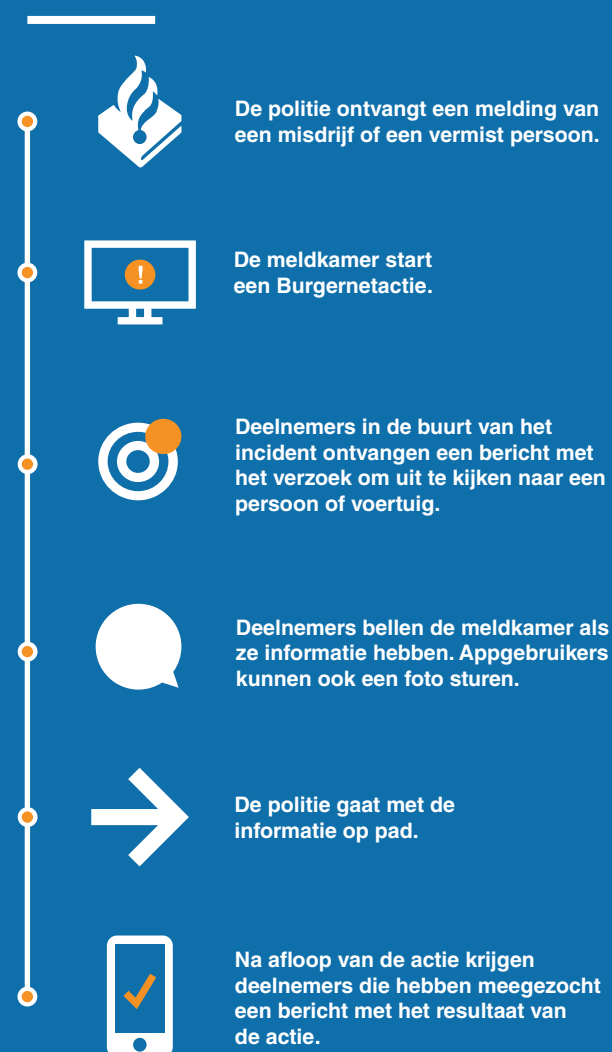 De politie ontvangt een melding van
een misdrijf of een vermist persoon.
!
De meldkamer start
een Burgernetactie.
Deelnemers in de buurt van het
incident ontvangen een bericht met
het verzoek om uit te kijken naar een
persoon of voertuig.
Deelnemers bellen de meldkamer als
ze informatie hebben. Appgebruikers
kunnen ook een foto sturen.
De politie gaat met de
informatie op pad.
Na afloop van de actie krijgen
deelnemers die hebben meegezocht
een bericht met het resultaat van
de actie.